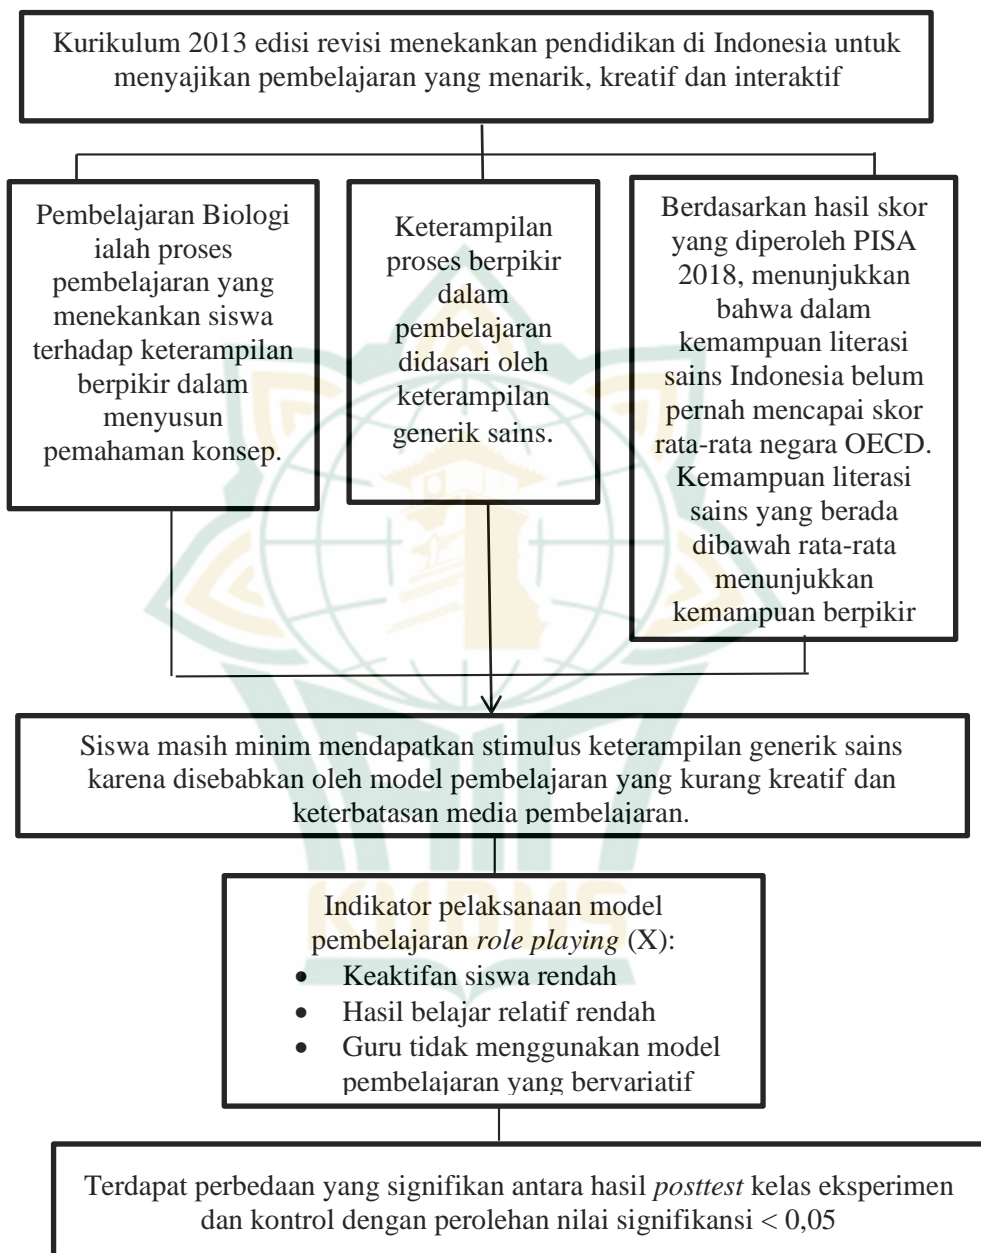 Kurikulum 2013 edisi revisi menekankan pendidikan di Indonesia untuk
menyajikan pembelajaran yang menarik, kreatif dan interaktif
Pembelajaran Biologi
ialah proses
pembelajaran yang
menekankan siswa
terhadap keterampilan
berpikir dalam
menyusun
pemahaman konsep.
Keterampilan
proses berpikir
dalam
pembelajaran
didasari oleh
keterampilan
generik sains.
Berdasarkan hasil skor
yang diperoleh PISA
2018, menunjukkan
bahwa dalam
kemampuan literasi
sains Indonesia belum
pernah mencapai skor
rata-rata negara OECD.
Kemampuan literasi
sains yang berada
dibawah rata-rata
menunjukkan
kemampuan berpikir
Siswa masih minim mendapatkan stimulus keterampilan generik sains
karena disebabkan oleh model pembelajaran yang kurang kreatif dan
keterbatasan media pembelajaran.
KUDUS
Indikator pelaksanaan model
pembelajaran role playing (X):
• Keaktifan siswa rendah
• Hasil belajar relatif rendah
• Guru tidak menggunakan model
pembelajaran yang bervariatif
Terdapat perbedaan yang signifikan antara hasil posttest kelas eksperimen
dan kontrol dengan perolehan nilai signifikansi < 0,05